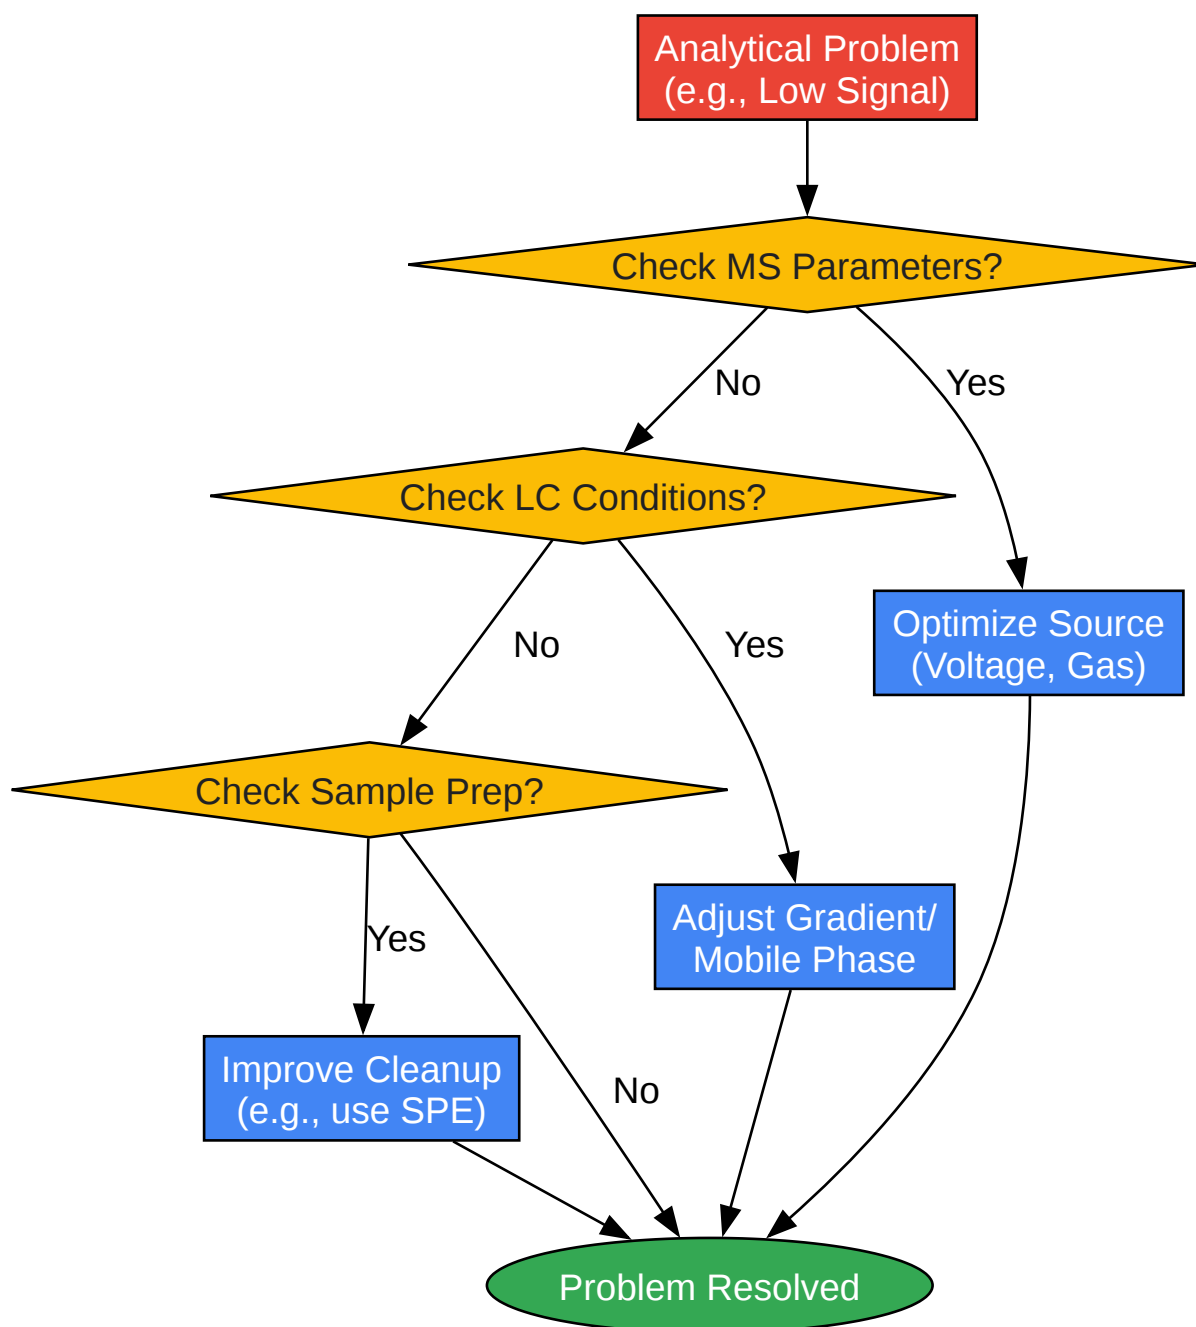 Analytical Problem
(e.g., Low Signal)
Check MS Parameters?
No
Yes
Check LC Conditions?
No
Yes
Optimize Source
(Voltage, Gas)
Check Sample Prep?
Yes
No
Adjust Gradient/
Mobile Phase
Improve Cleanup
(e.g., use SPE)
Problem Resolved